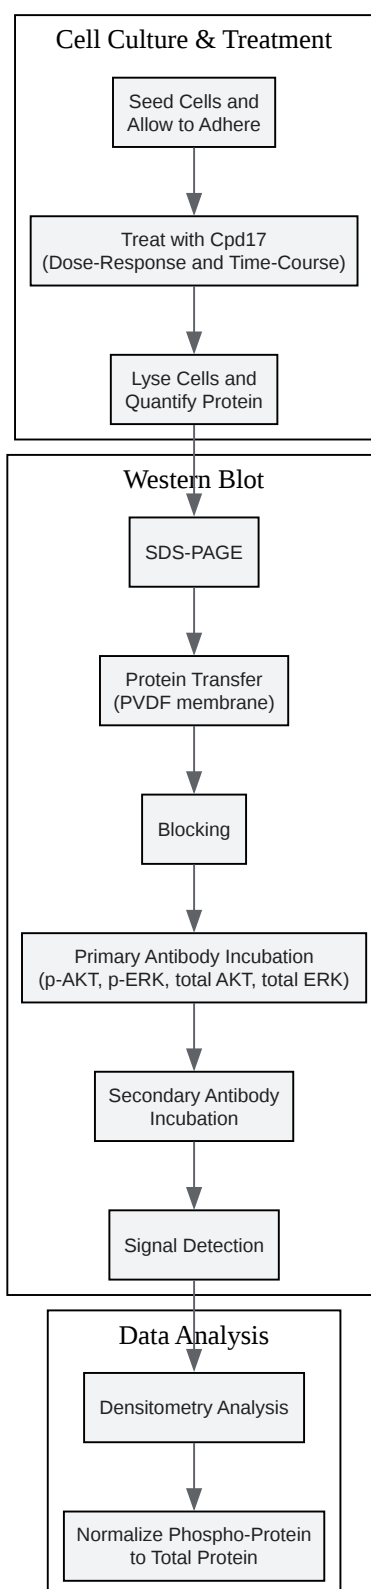 Cell Culture & Treatment
Seed Cells and
Allow to Adhere
Treat with Cpd17
(Dose-Response and Time-Course)
Lyse Cells and
Quantify Protein
Western Blot
SDS-PAGE
Protein Transfer
(PVDF membrane)
Blocking
Primary Antibody Incubation
(p-AKT, p-ERK, total AKT, total ERK)
Secondary Antibody
Incubation
Signal Detection
Data Analysis
Densitometry Analysis
Normalize Phospho-Protein
to Total Protein